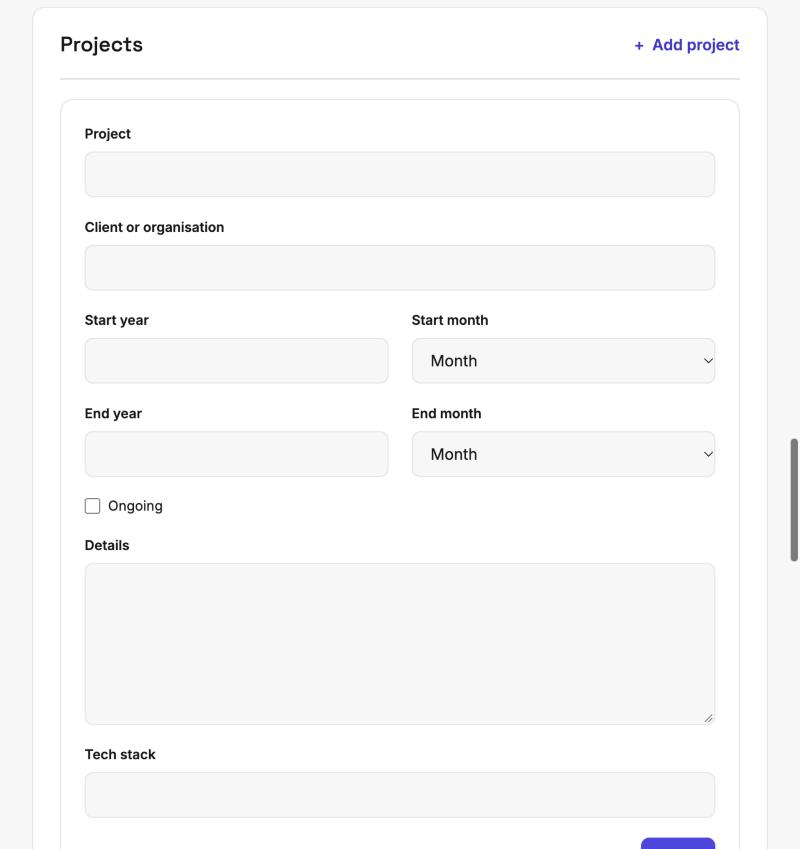 Projects
+ Add project
Project
Client or organisation
Start year
Start month
Month
End year
End month
Month
Ongoing
Details
Tech stack